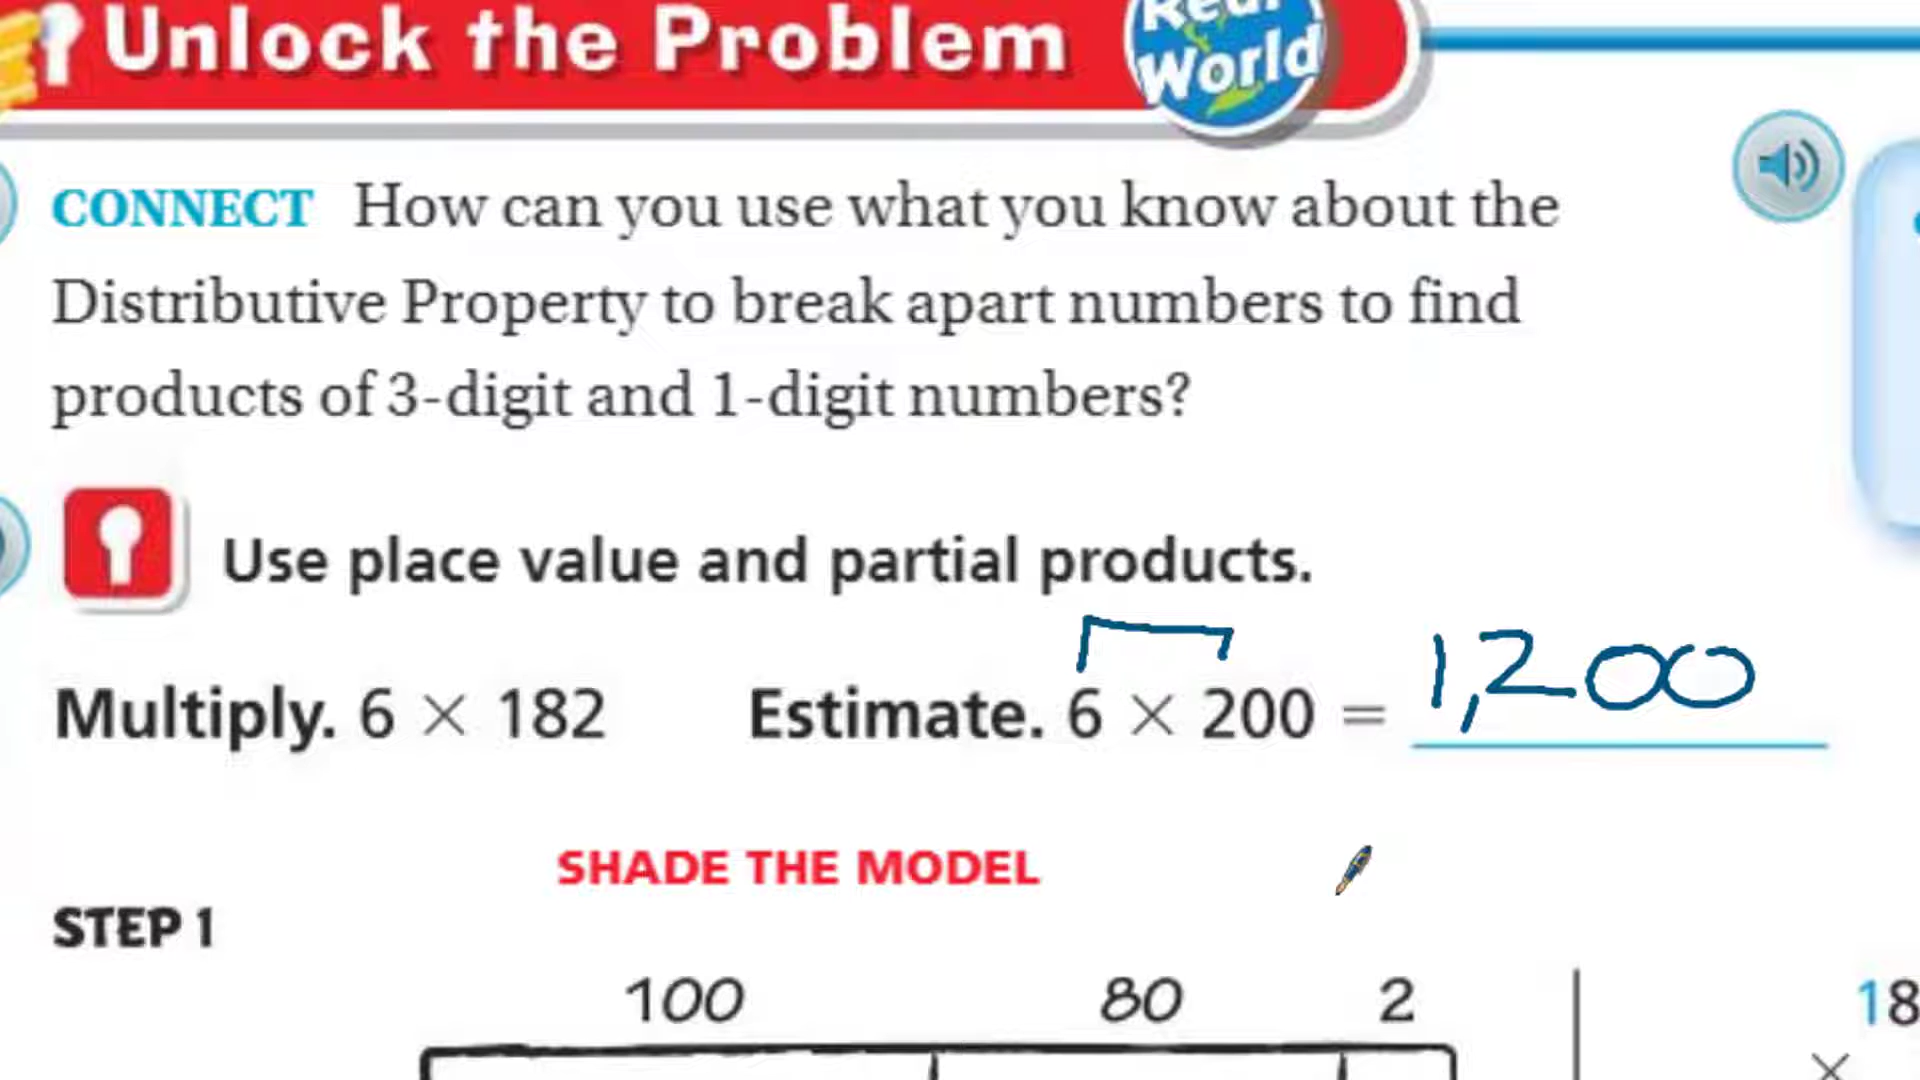 Unlock the Problem
Real
World
CONNECT How can you use what you know about the
Distributive Property to break apart numbers to find
products of 3-digit and 1-digit numbers?
Use place value and partial products.
Multiply. 6 × 182 Estimate. 6 × 200 = 1,200
SHADE THE MODEL
STEP 1
100 80 2
18
×